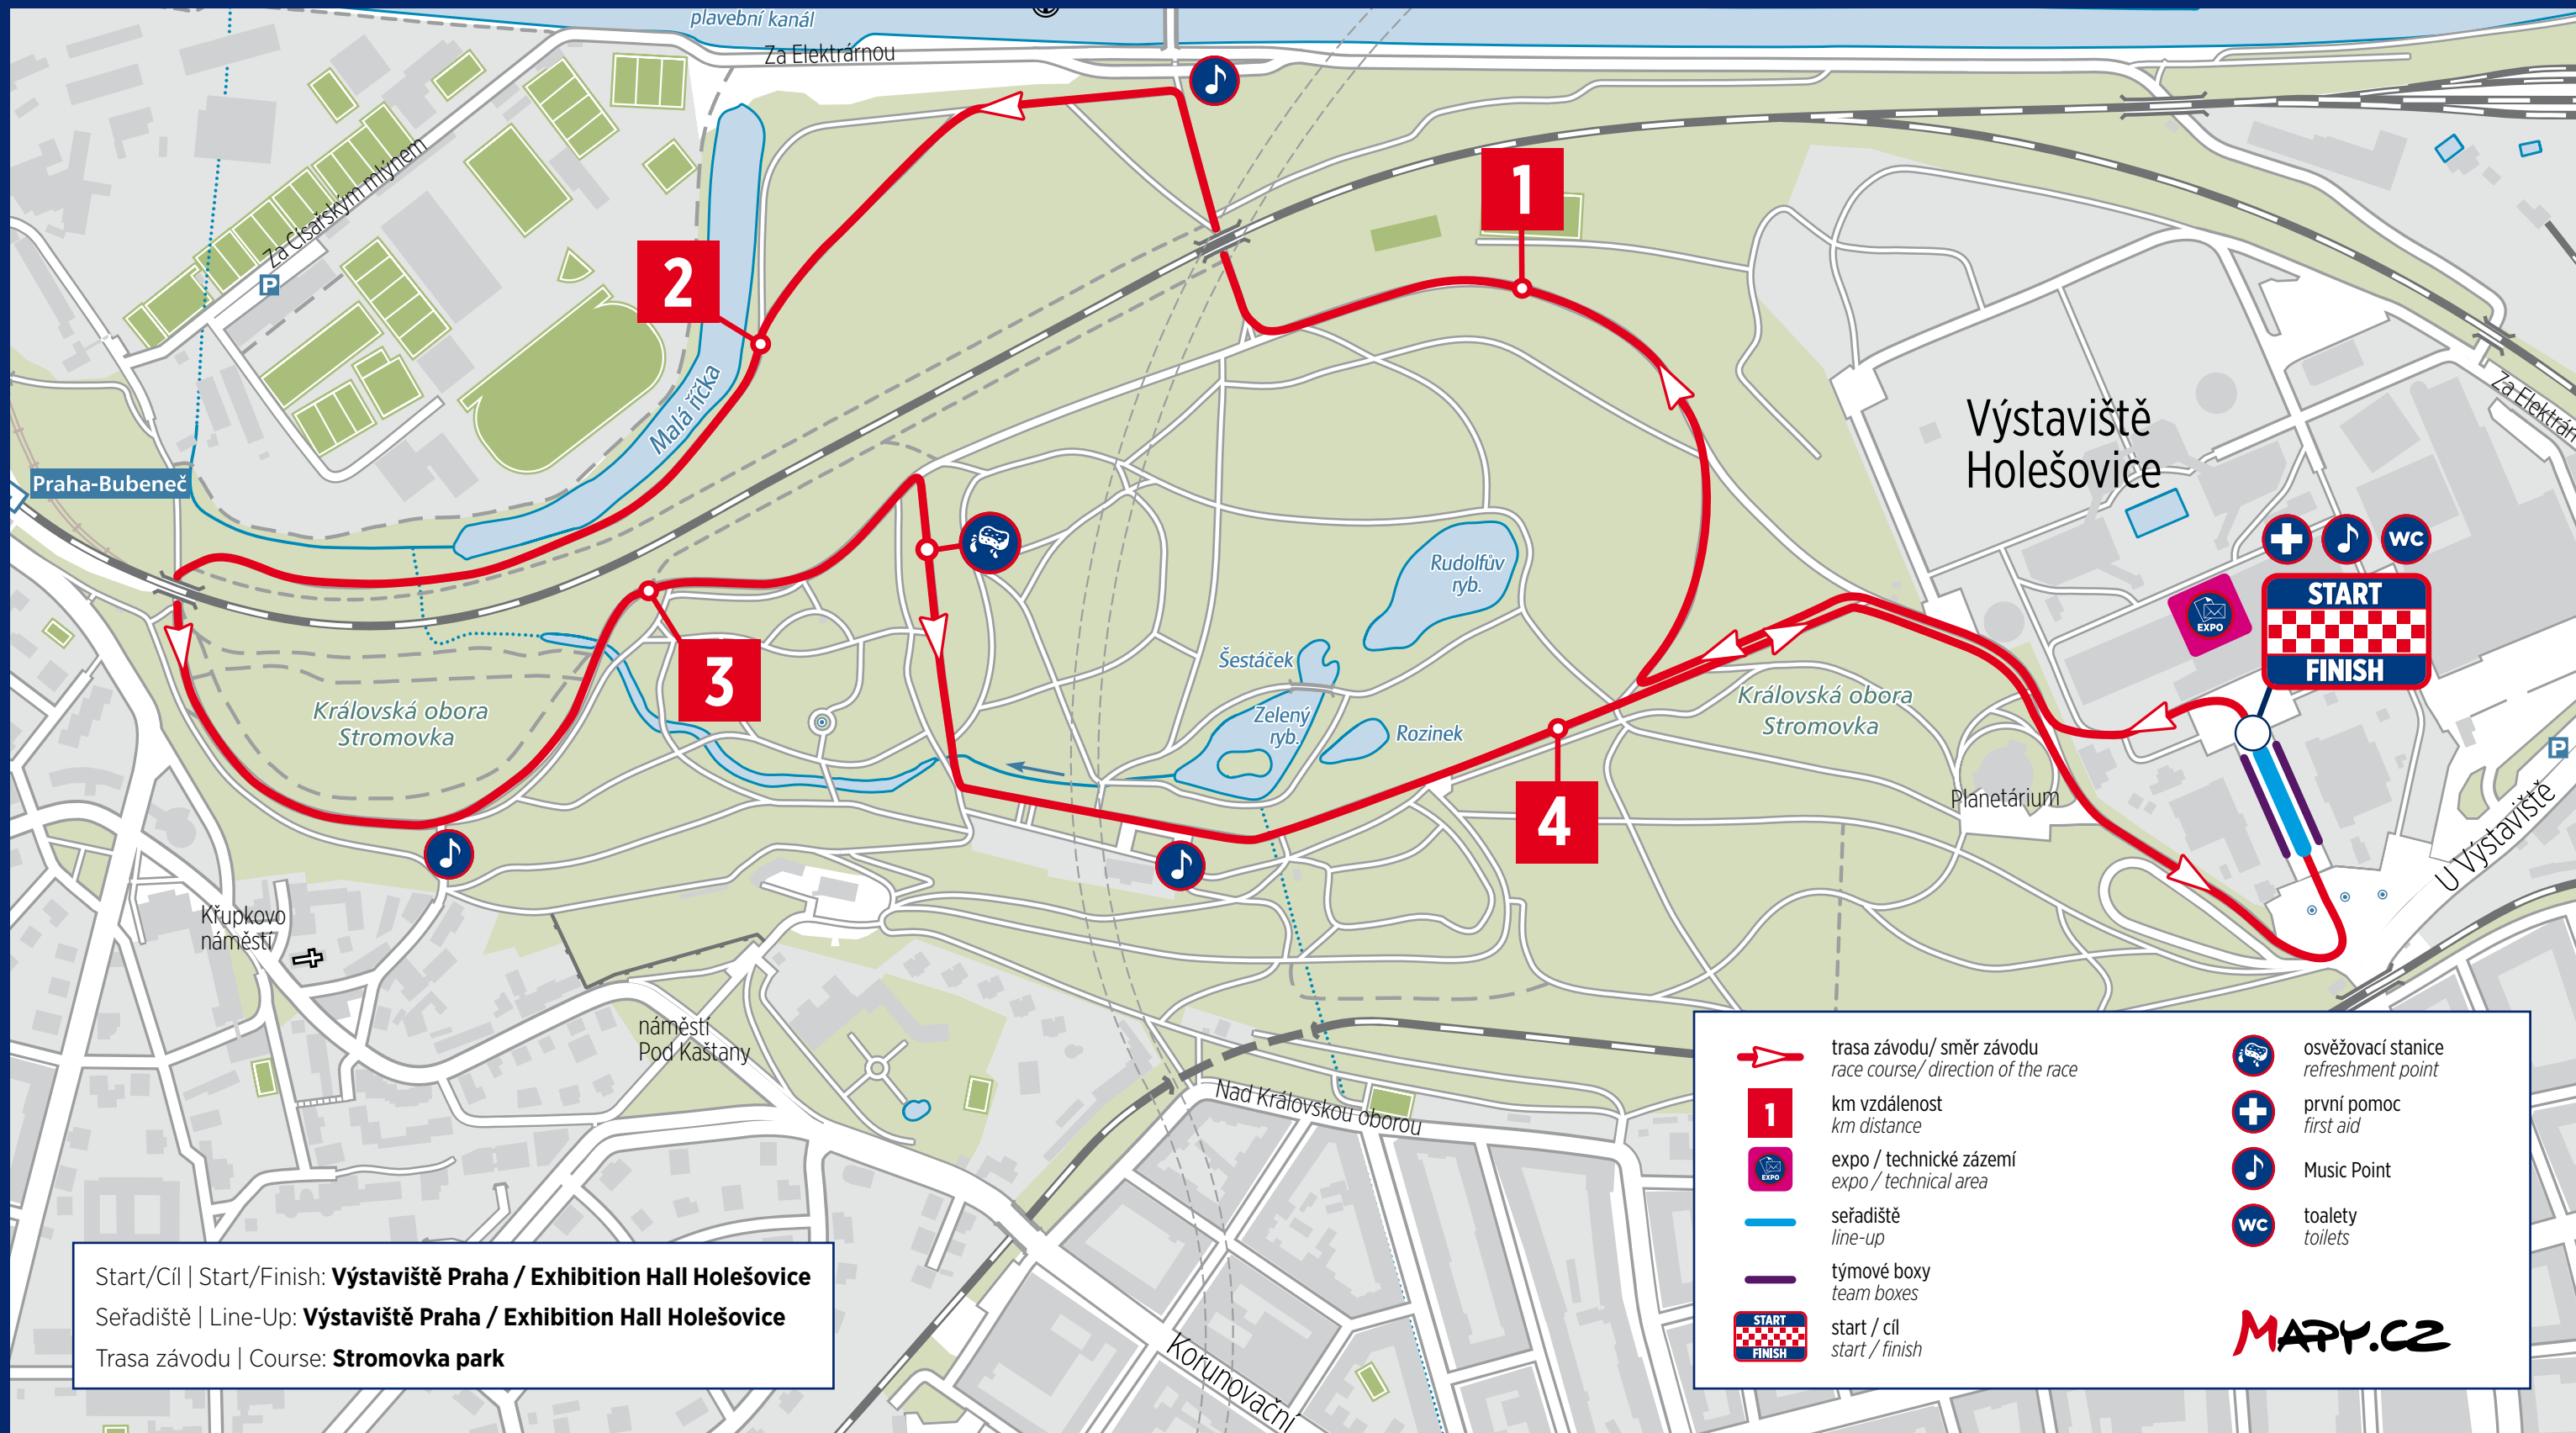 plavební kanál
Za Elektrárnou
Za Císařským mlýnem
P
1
2
Malá říčka
Výstaviště
Holešovice
Praha-Bubeneč
WC
START
FINISH
EXPO
Rudolfův
ryb.
Šestáček
Zelený
ryb.
Rozinek
3
Královská obora
Stromovka
Královská obora
Stromovka
P
4
Planetárium
U Výstaviště
Křupkovo
náměstí
náměstí
Pod Kaštany
Nad Královskou oborou
Korunovační
Start/Cíl | Start/Finish: Výstaviště Praha / Exhibition Hall Holešovice
Seřadiště | Line-Up: Výstaviště Praha / Exhibition Hall Holešovice
Trasa závodu | Course: Stromovka park
trasa závodu/ směr závodu
race course/ direction of the race
1
km vzdálenost
km distance
EXPO
expo / technické zázemí
expo / technical area
seřadiště
line-up
týmové boxy
team boxes
START
FINISH
start / cíl
start / finish
osvěžovací stanice
refreshment point
první pomoc
first aid
Music Point
WC
toalety
toilets
MAPY.CZ